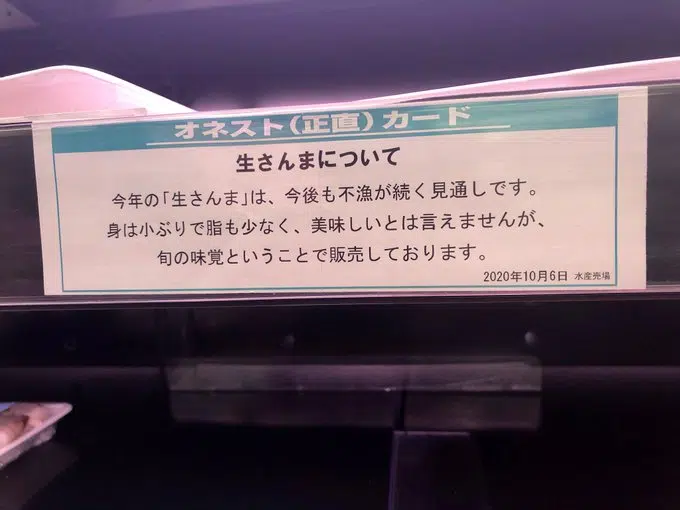 オネスト(正直)カード
生さんまについて
今年の「生さんま」は、今後も不漁が続く見通しです。
身は小ぶりで脂も少なく、美味しいとは言えませんが、
旬の味覚ということで販売しております。
2020年10月6日 水産売場